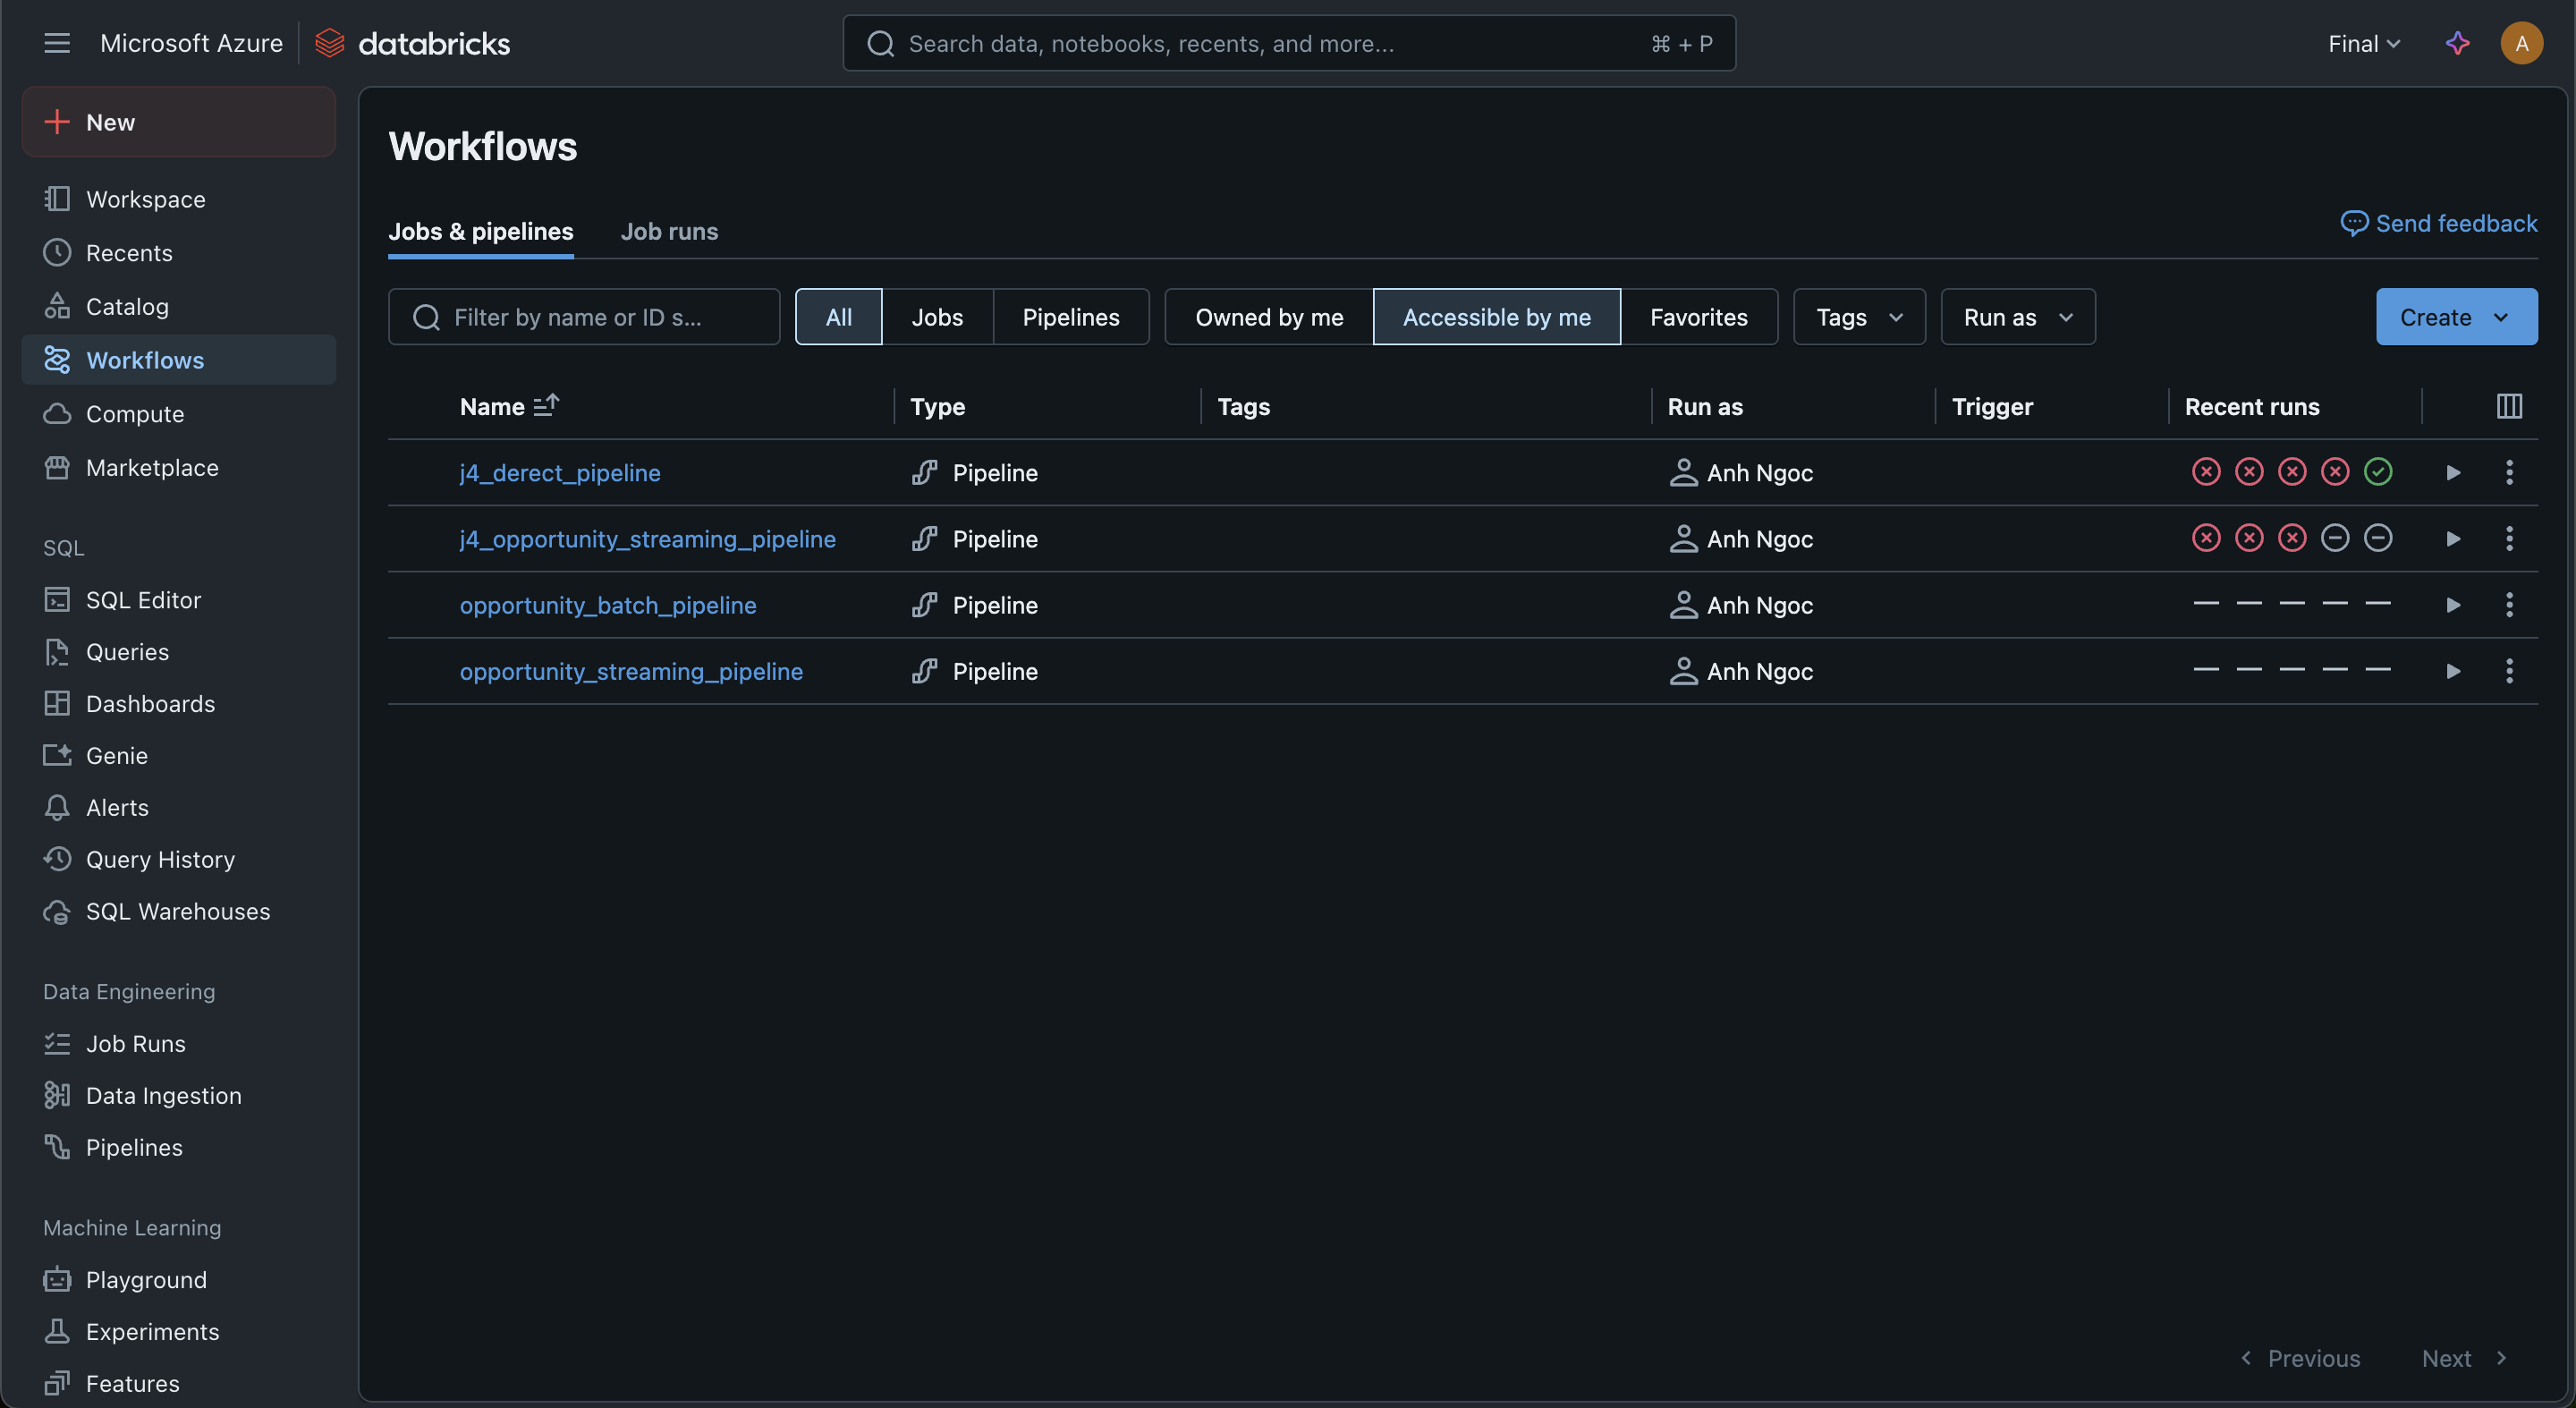 Microsoft Azure databricks
Search data, notebooks, recents, and more... ⌘ + P
Final
A
New
Workspace
Recents
Catalog
Workflows
Compute
Marketplace
SQL
SQL Editor
Queries
Dashboards
Genie
Alerts
Query History
SQL Warehouses
Data Engineering
Job Runs
Data Ingestion
Pipelines
Machine Learning
Playground
Experiments
Features
Workflows
Jobs & pipelines Job runs
Send feedback
Filter by name or ID s... All Jobs Pipelines Owned by me Accessible by me Favorites Tags Run as Create
Name Type Tags Run as Trigger Recent runs
j4_derect_pipeline Pipeline Anh Ngoc
j4_opportunity_streaming_pipeline Pipeline Anh Ngoc
opportunity_batch_pipeline Pipeline Anh Ngoc
opportunity_streaming_pipeline Pipeline Anh Ngoc
Previous Next